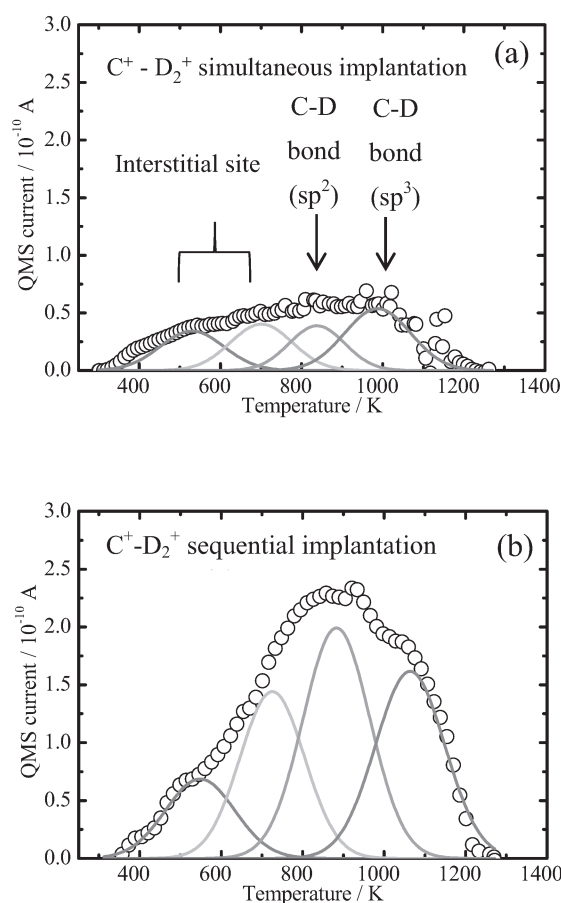 3.0
2.5
2.0
1.5
1.0
0.5
0.0
QMS current / 10⁻¹⁰ A
(a)
C⁺ - D₂⁺ simultaneous implantation
Interstitial site
C-D
bond
(sp²)
C-D
bond
(sp³)
400 600 800 1000 1200 1400
Temperature / K
3.0
2.5
2.0
1.5
1.0
0.5
0.0
QMS current / 10⁻¹⁰ A
C⁺-D₂⁺ sequential implantation
(b)
400 600 800 1000 1200 1400
Temperature / K